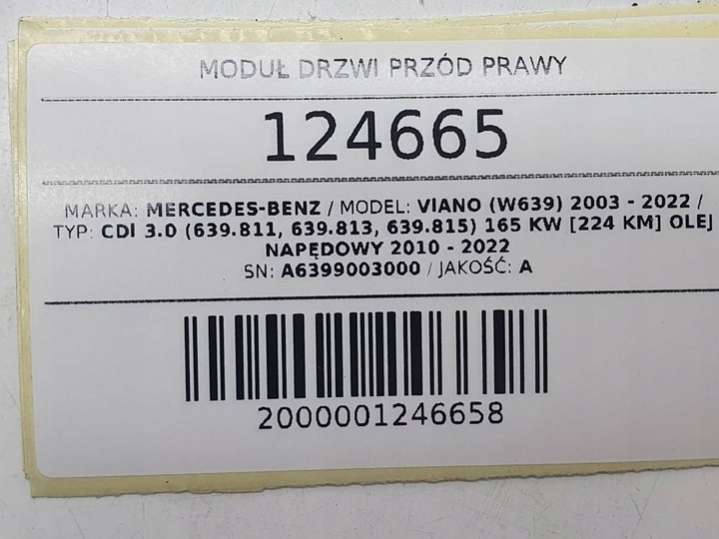 MODUŁ DRZWI PRZÓD PRAWY
124665
MARKA: MERCEDES-BENZ / MODEL: VIANO (W639) 2003 - 2022 /
TYP: CDI 3.0 (639.811, 639.813, 639.815) 165 KW [224 KM] OLEJ
NAPĘDOWY 2010 - 2022
SN: A6399003000 / JAKOŚĆ: A
2000001246658